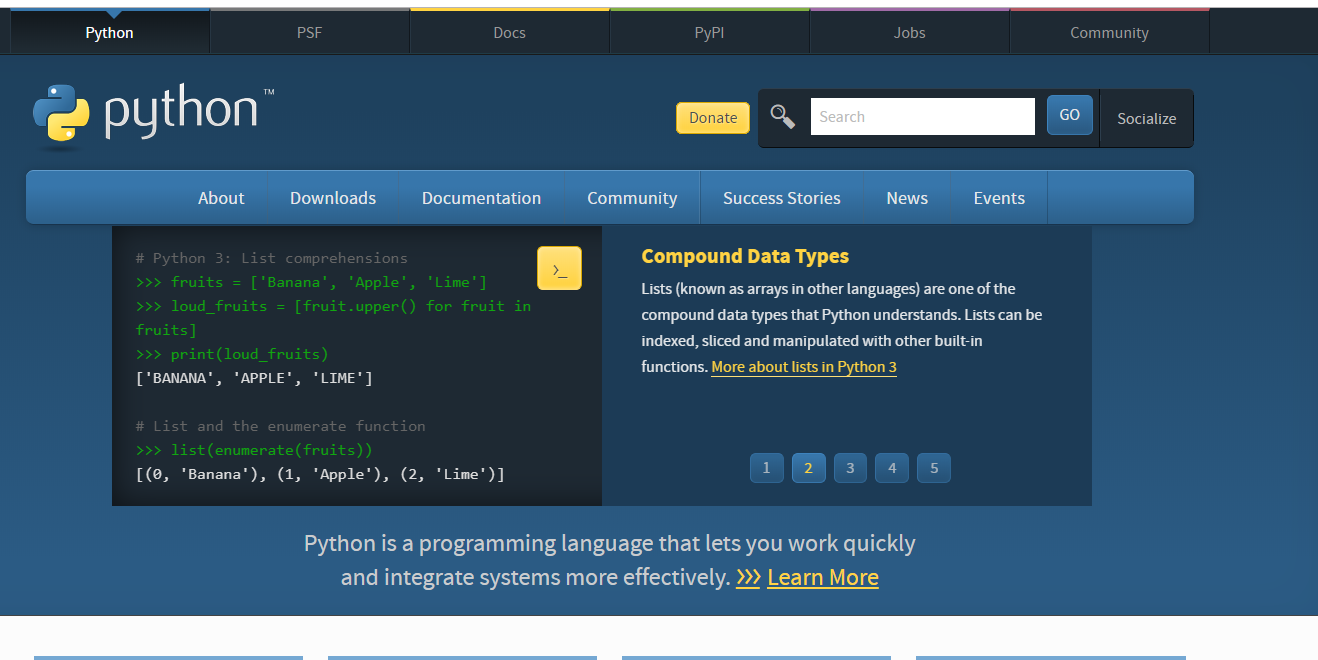 Python PSF Docs PyPI Jobs Community
python™
Donate Search GO Socialize
About Downloads Documentation Community Success Stories News Events
# Python 3: List comprehensions
>>> fruits = ['Banana', 'Apple', 'Lime']
>>> loud_fruits = [fruit.upper() for fruit in
fruits]
>>> print(loud_fruits)
['BANANA', 'APPLE', 'LIME']
# List and the enumerate function
>>> list(enumerate(fruits))
[(0, 'Banana'), (1, 'Apple'), (2, 'Lime')]
>_
Compound Data Types
Lists (known as arrays in other languages) are one of the
compound data types that Python understands. Lists can be
indexed, sliced and manipulated with other built-in
functions. More about lists in Python 3
1 2 3 4 5
Python is a programming language that lets you work quickly
and integrate systems more effectively. >>> Learn More